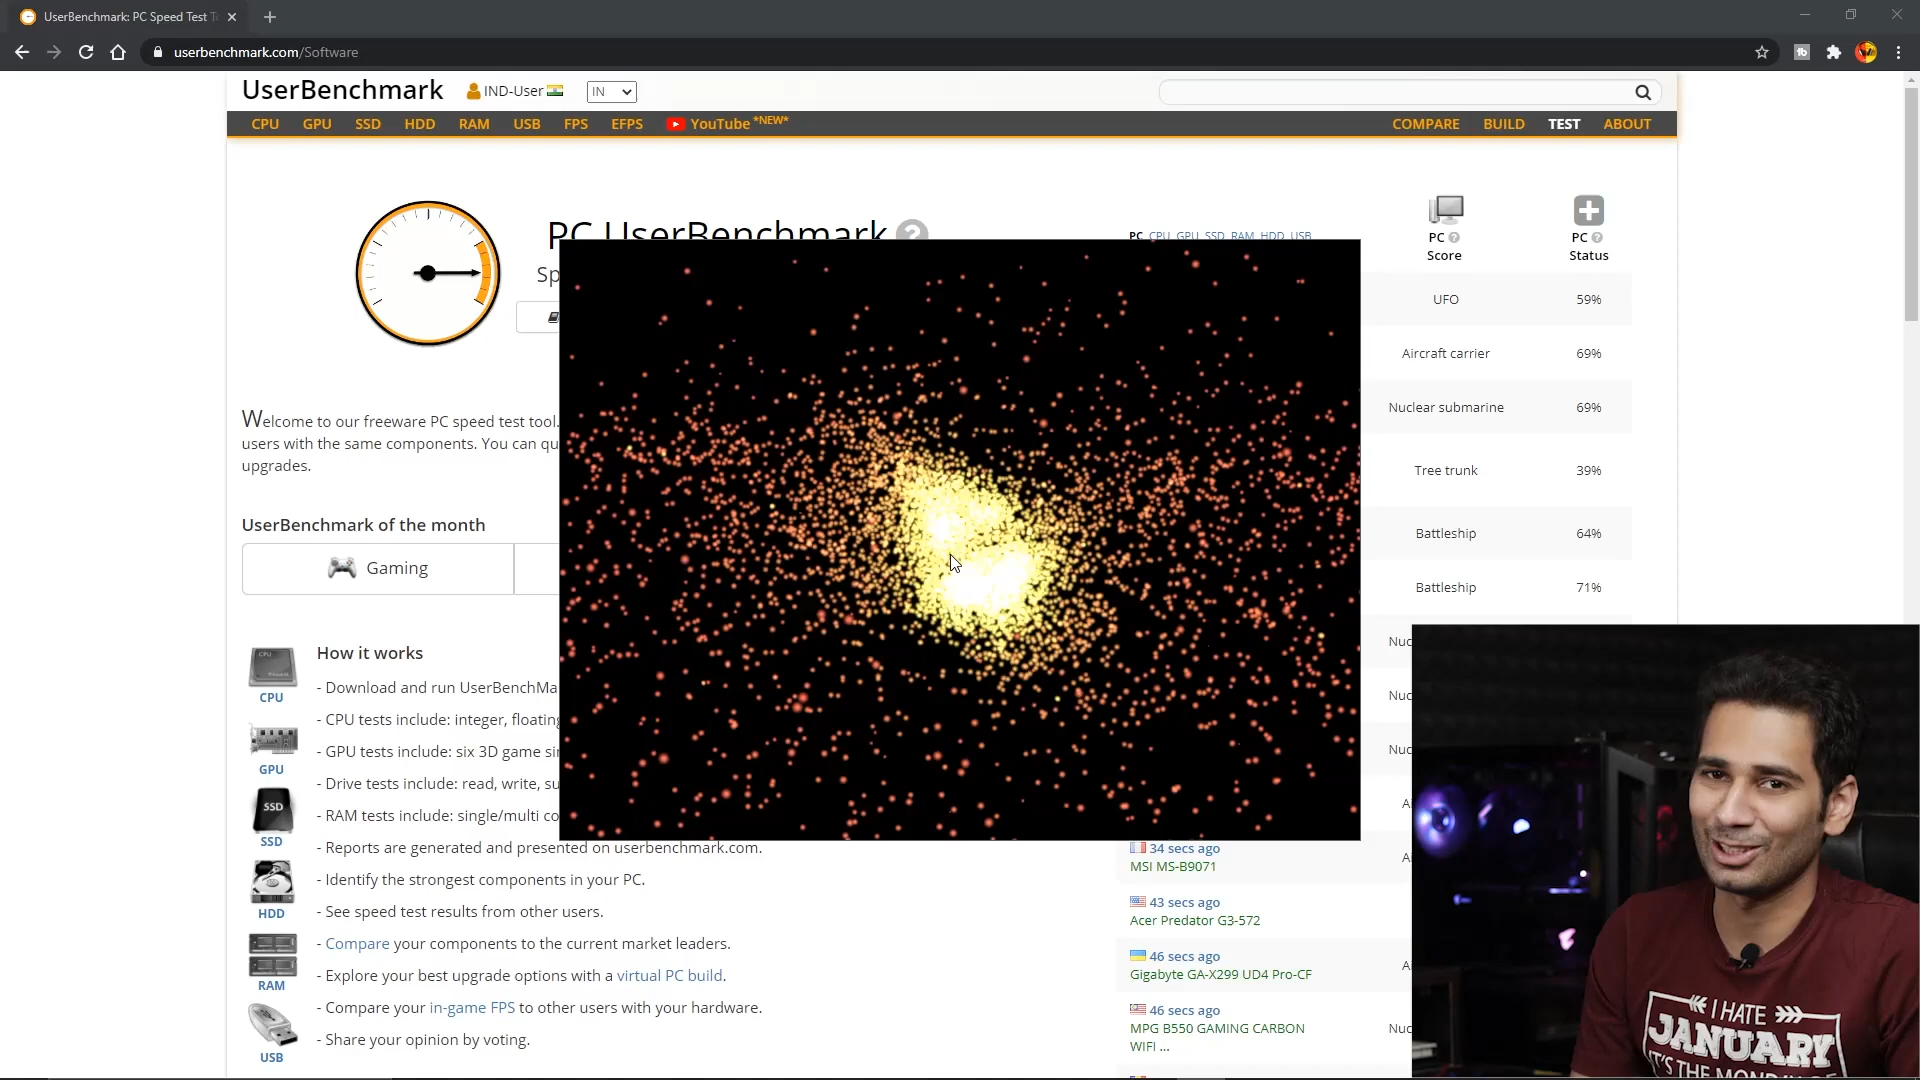 UserBenchmark: PC Speed Test T
userbenchmark.com/Software
UserBenchmark
IND-User
IN
CPU GPU SSD HDD RAM USB FPS EFPS YouTube *NEW*
COMPARE BUILD TEST ABOUT
PC UserBenchmark
PC CPU GPU SSD RAM HDD USB
PC
Score
PC
Status
UFO 59%
Aircraft carrier 69%
Nuclear submarine 69%
Tree trunk 39%
Battleship 64%
Battleship 71%
Sp
Welcome to our freeware PC speed test tool.
users with the same components. You can qu
upgrades.
UserBenchmark of the month
Gaming
How it works
CPU
GPU
SSD
SSD
HDD
RAM
USB
- Download and run UserBenchMa
- CPU tests include: integer, floating
- GPU tests include: six 3D game si
- Drive tests include: read, write, su
- RAM tests include: single/multi co
- Reports are generated and presented on userbenchmark.com.
- Identify the strongest components in your PC.
- See speed test results from other users.
- Compare your components to the current market leaders.
- Explore your best upgrade options with a virtual PC build.
- Compare your in-game FPS to other users with your hardware.
- Share your opinion by voting.
Nuc
Nuc
Nuc
A
34 secs ago
MSI MS-B9071
A
43 secs ago
Acer Predator G3-572
46 secs ago
Gigabyte GA-X299 UD4 Pro-CF
A
46 secs ago
MPG B550 GAMING CARBON
WIFI ...
Nuc
I HATE
JANUARY
IT'S THE